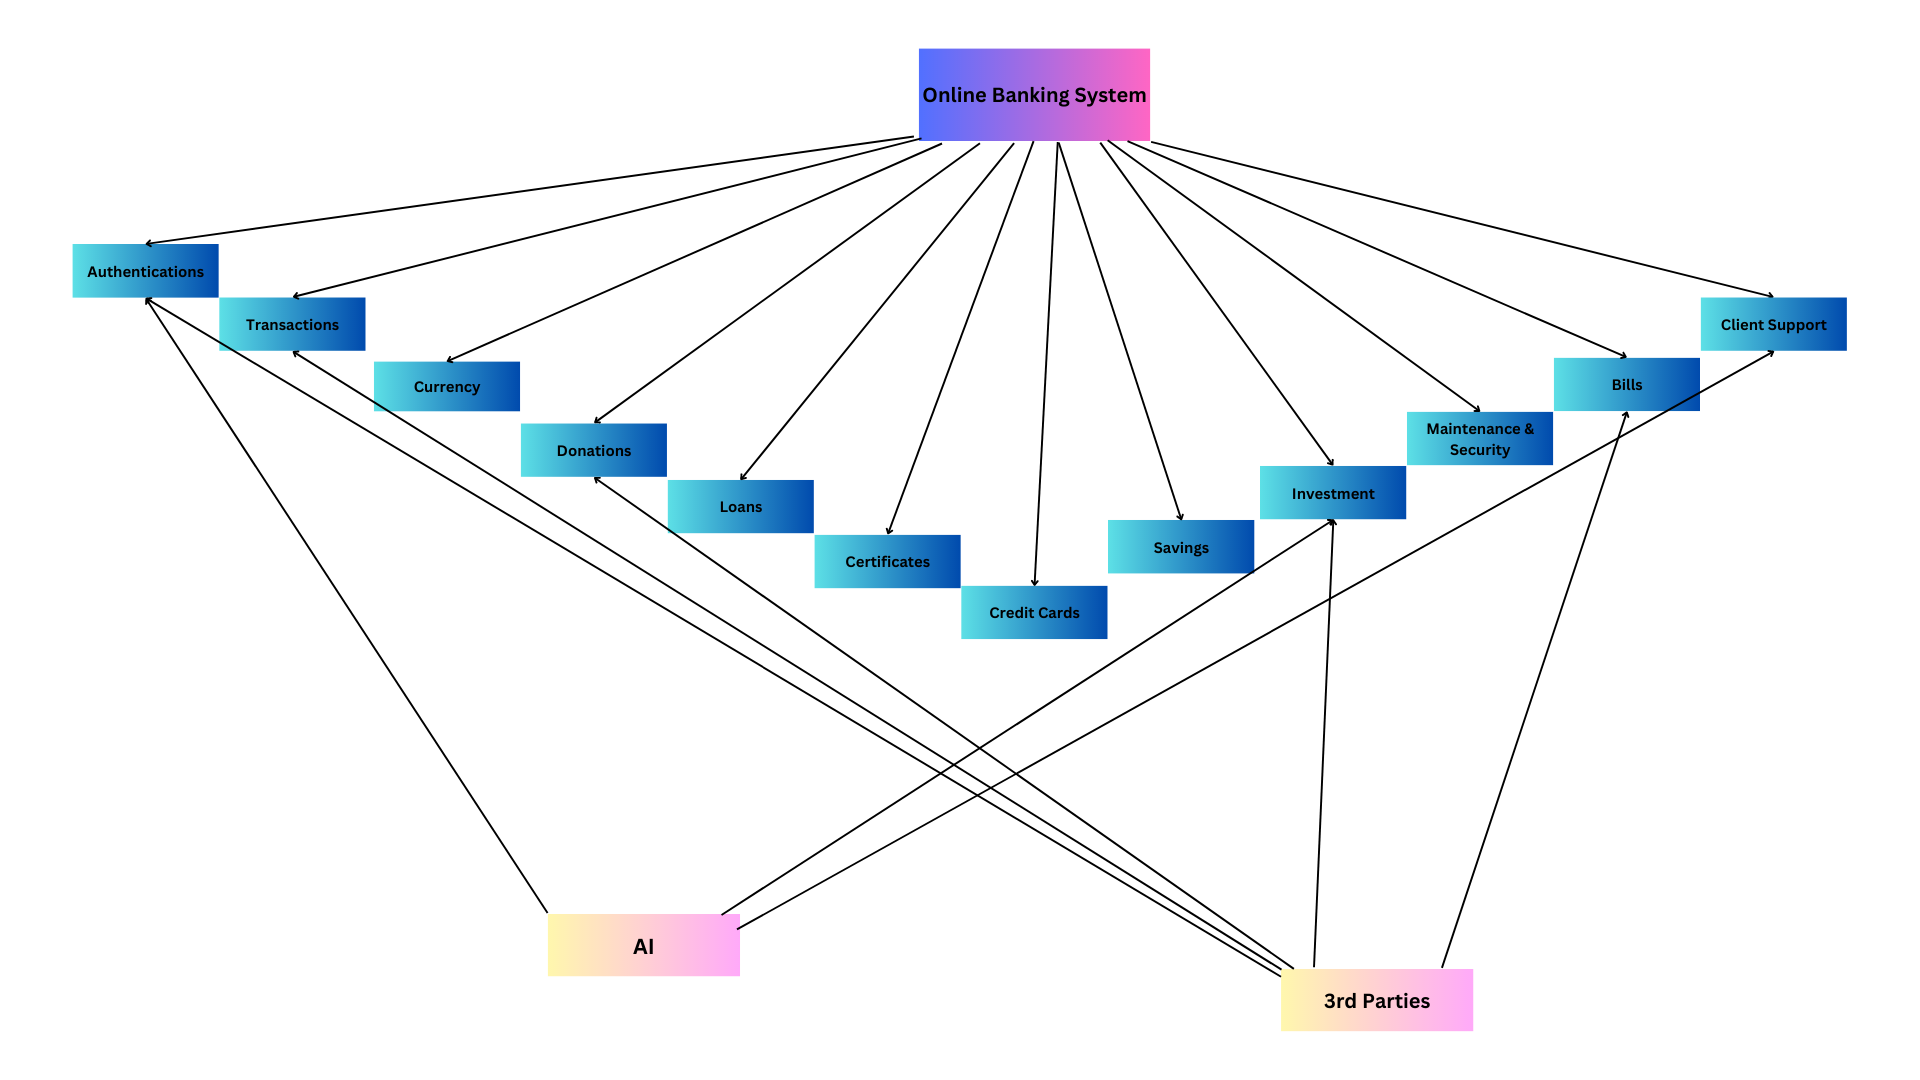 Online Banking System
Authentications
Transactions
Currency
Donations
Loans
Certificates
Credit Cards
Savings
Investment
Maintenance &
Security
Bills
Client Support
AI
3rd Parties